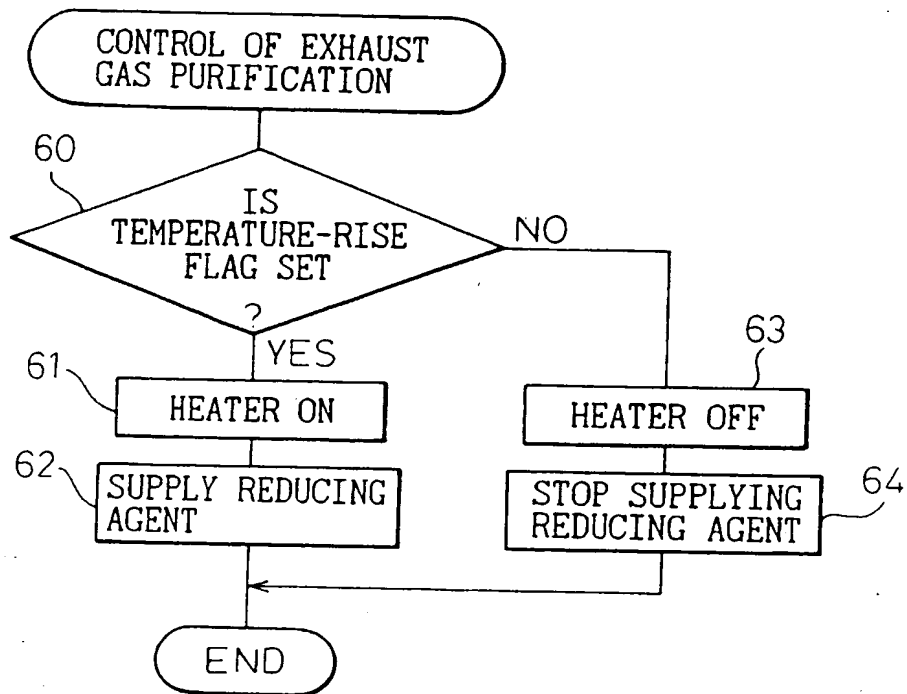 CONTROL OF EXHAUST
GAS PURIFICATION
60
IS
TEMPERATURE-RISE
FLAG SET
?
NO
YES
61
HEATER ON
62
SUPPLY REDUCING
AGENT
63
HEATER OFF
STOP SUPPLYING
REDUCING AGENT
64
END